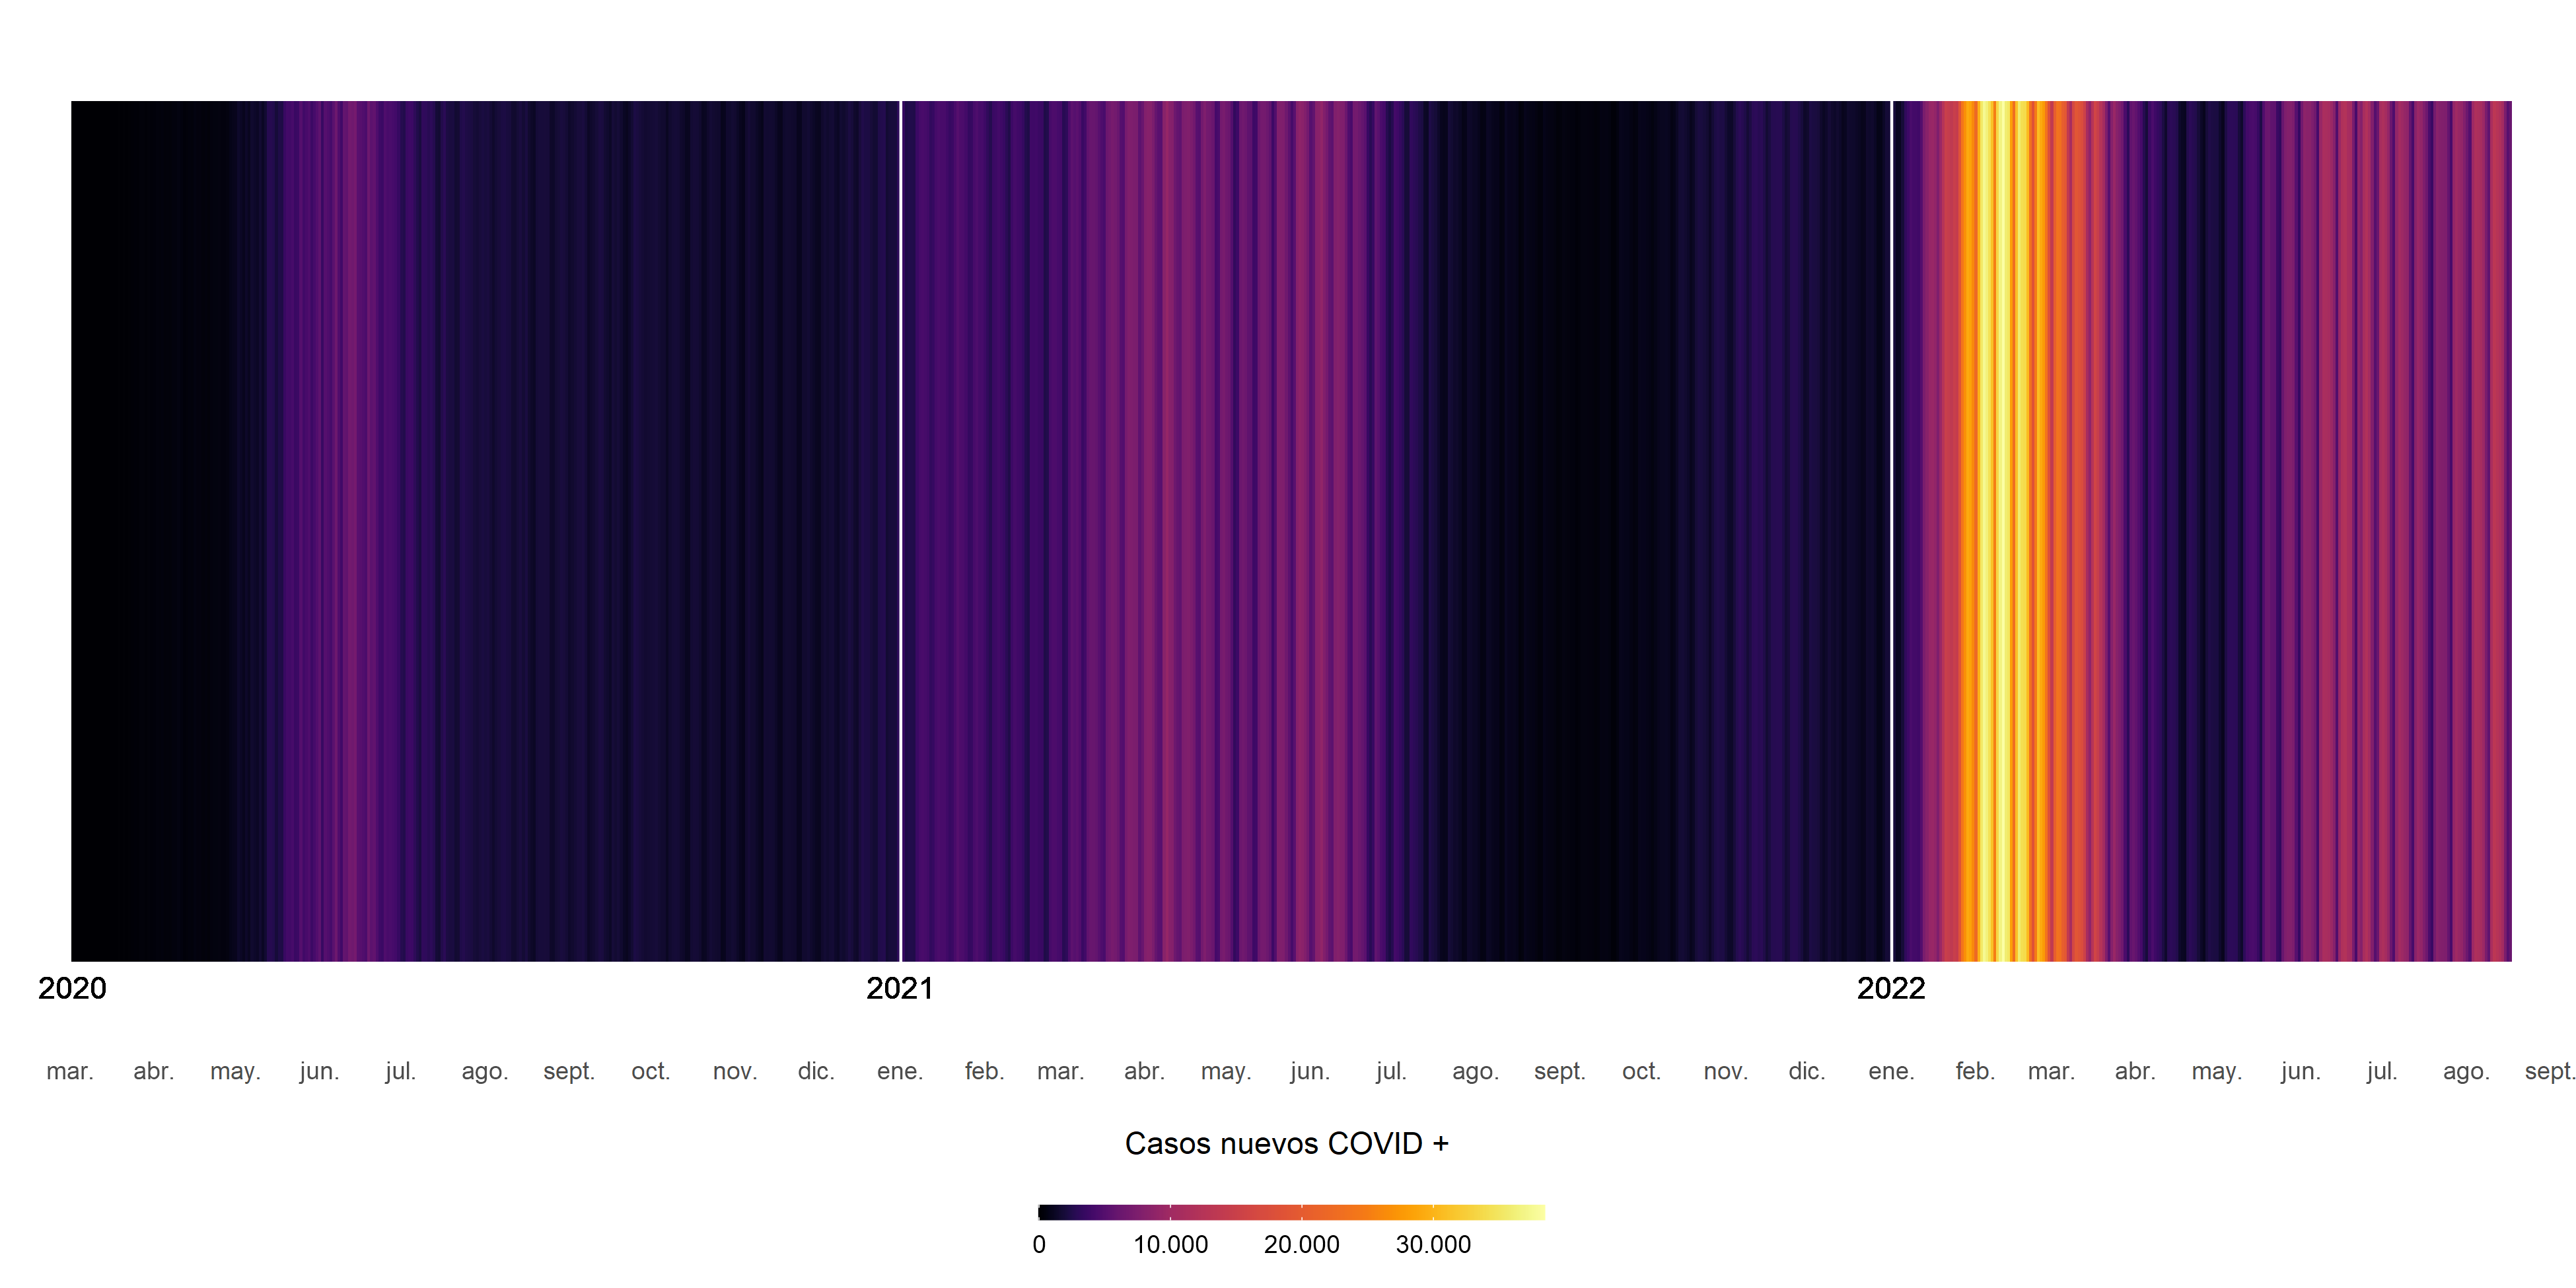 2020 2021 2022
mar. abr. may. jun. jul. ago. sept. oct. nov. dic. ene. feb. mar. abr. may. jun. jul. ago. sept. oct. nov. dic. ene. feb. mar. abr. may. jun. jul. ago. sept.
Casos nuevos COVID +
0 10.000 20.000 30.000